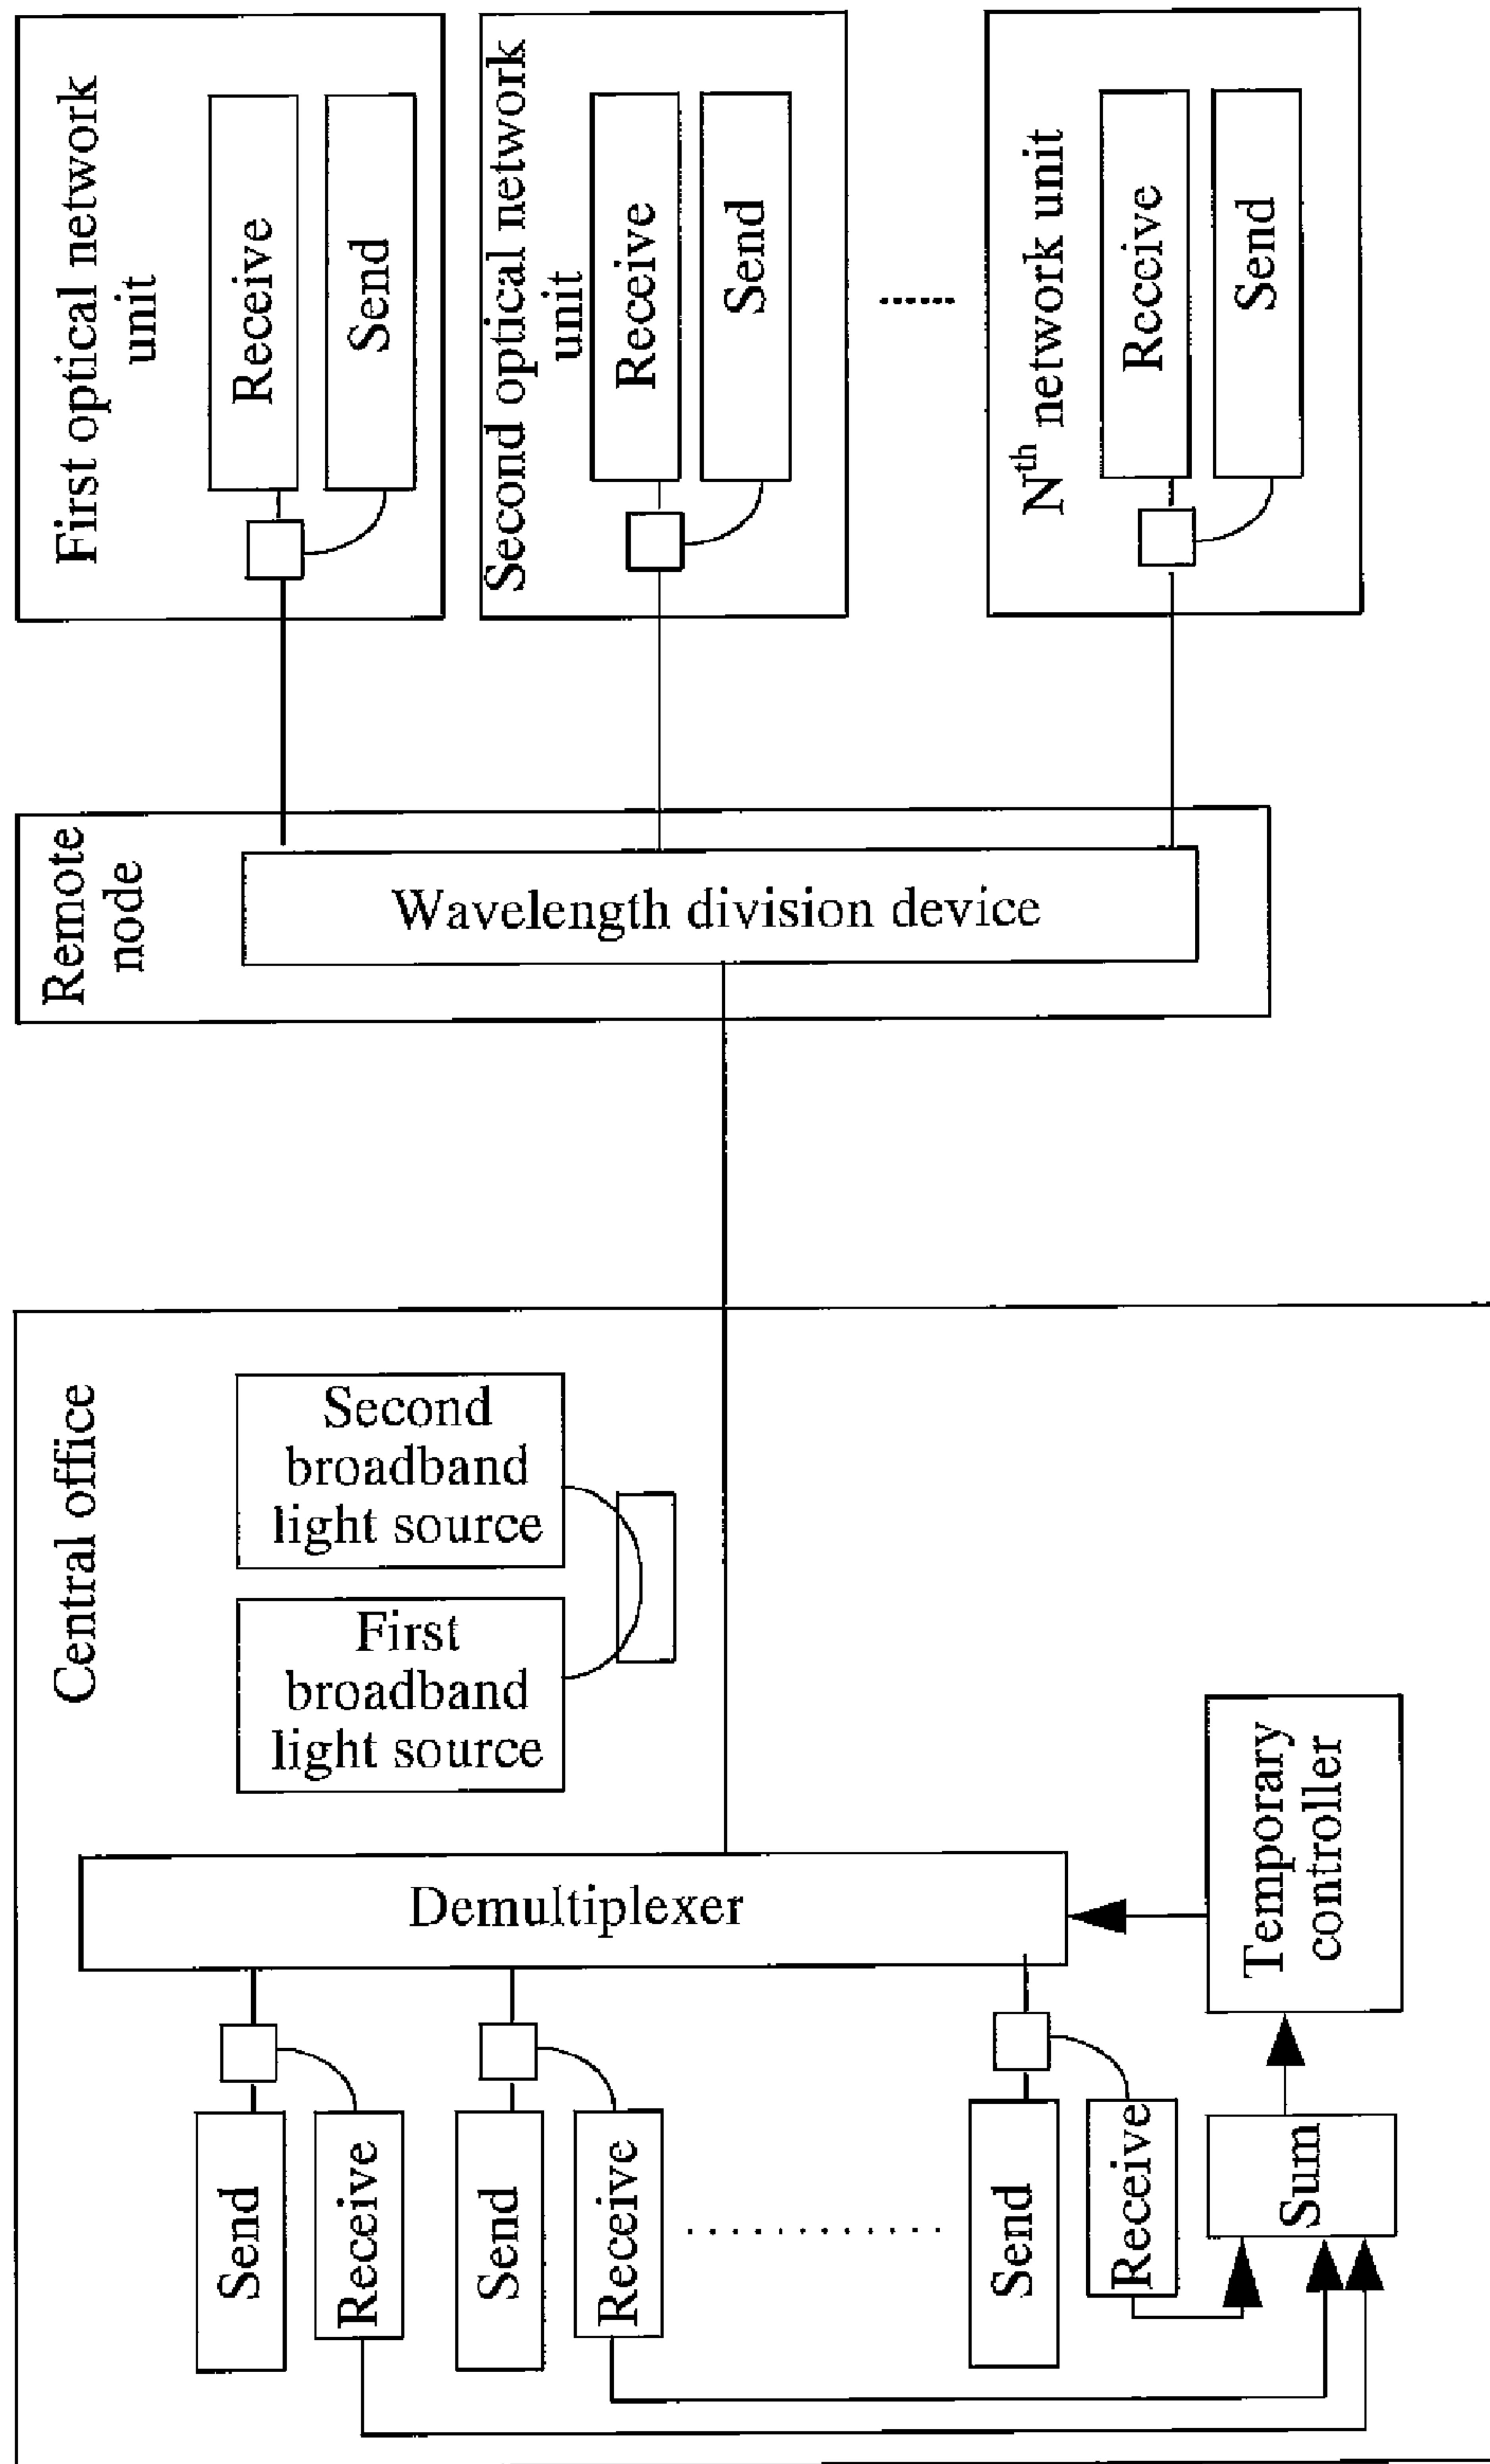 Central office
Send
Receive
Send
Receive
Send
Receive
Sum
Temporary
controller
Demultiplexer
First
broadband
light source
Second
broadband
light source
Remote
node
Wavelength division device
First optical network
unit
Receive
Send
Second optical network
unit
Receive
Send
Nth network unit
Receive
Send